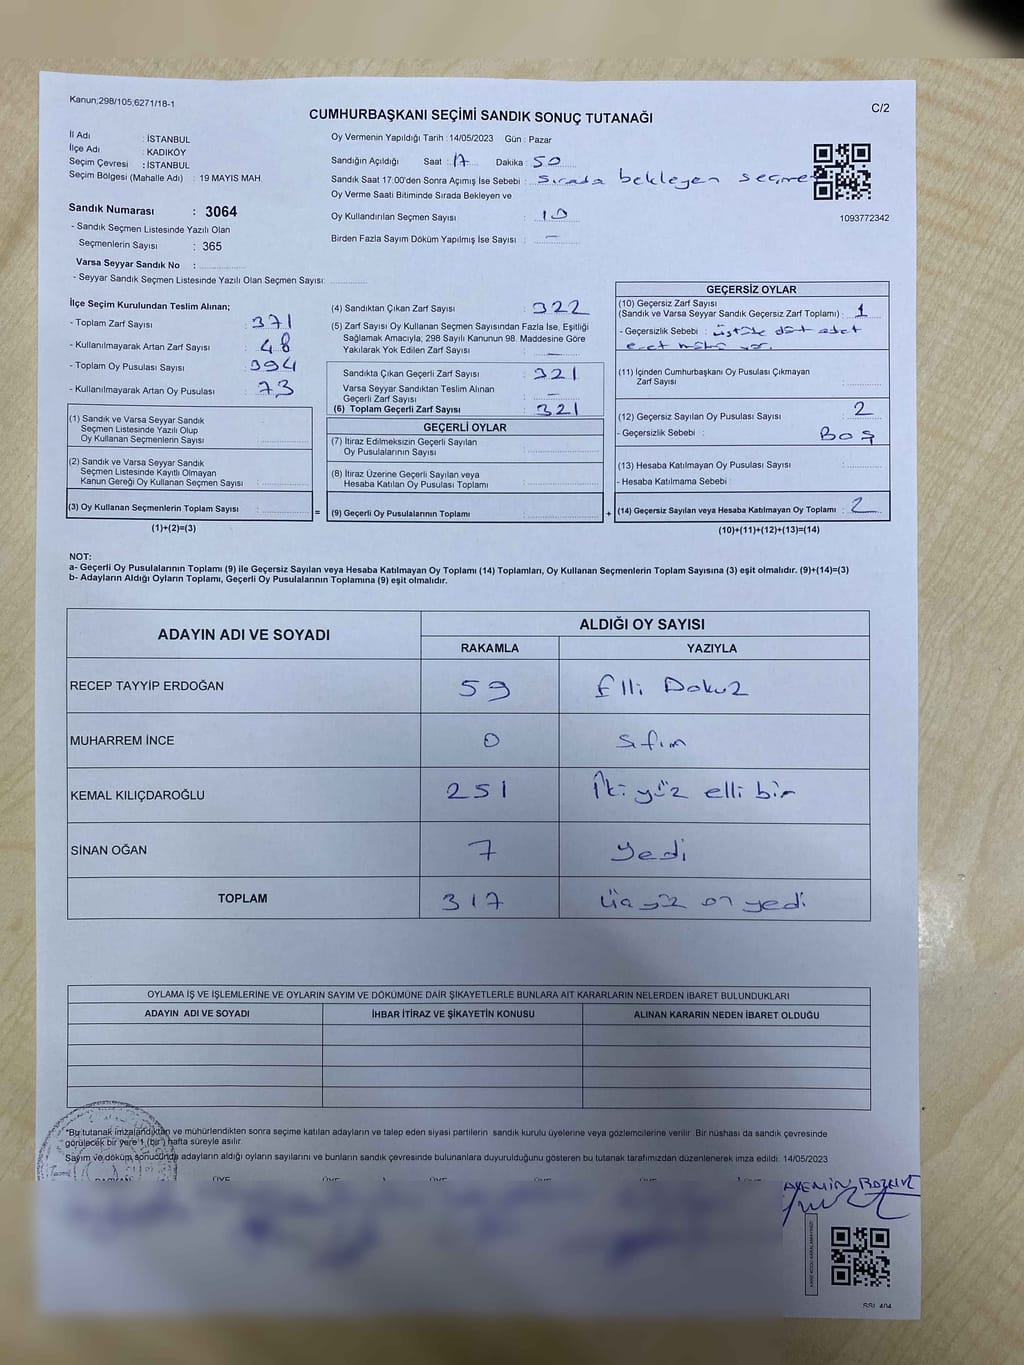 Kanun;298/105;6271/18-1
C/2
CUMHURBAŞKANI SEÇİMİ SANDIK SONUÇ TUTANAĞI
İl Adı : İSTANBUL
İlçe Adı : KADIKÖY
Seçim Çevresi : İSTANBUL
Seçim Bölgesi (Mahalle Adı) : 19 MAYIS MAH.
Oy Vermenin Yapıldığı Tarih : 14/05/2023 Gün : Pazar
Sandığın Açıldığı Saat : 17 Dakika : 50
Sandık Saat 17:00'den Sonra Açımış İse Sebebi : sırada bekleyen seçmen
Oy Verme Saati Bitiminde Sırada Bekleyen ve
Oy Kullandırılan Seçmen Sayısı : 10
Birden Fazla Sayım Döküm Yapılmış İse Sayısı : -
1093772342
Sandık Numarası : 3064
- Sandık Seçmen Listesinde Yazılı Olan
Seçmenlerin Sayısı : 365
Varsa Seyyar Sandık No :
- Seyyar Sandık Seçmen Listesinde Yazılı Olan Seçmen Sayısı:
İlçe Seçim Kurulundan Teslim Alınan;
- Toplam Zarf Sayısı : 371
- Kullanılmayarak Artan Zarf Sayısı : 48
- Toplam Oy Pusulası Sayısı : 394
- Kullanılmayarak Artan Oy Pusulası : 73
(1) Sandık ve Varsa Seyyar Sandık
Seçmen Listesinde Yazılı Olup
Oy Kullanan Seçmenlerin Sayısı :
(2) Sandık ve Varsa Seyyar Sandık
Seçmen Listesinde Kayıtlı Olmayan
Kanun Gereği Oy Kullanan Seçmen Sayısı :
(3) Oy Kullanan Seçmenlerin Toplam Sayısı :
=
(1)+(2)=(3)
(4) Sandıktan Çıkan Zarf Sayısı : 322
(5) Zarf Sayısı Oy Kullanan Seçmen Sayısından Fazla İse, Eşitliği
Sağlamak Amacıyla; 298 Sayılı Kanunun 98. Maddesine Göre
Yakılarak Yok Edilen Zarf Sayısı : -
Sandıkta Çıkan Geçerli Zarf Sayısı : 321
Varsa Seyyar Sandıktan Teslim Alınan
Geçerli Zarf Sayısı : -
(6) Toplam Geçerli Zarf Sayısı : 321
GEÇERLİ OYLAR
(7) İtiraz Edilmeksizin Geçerli Sayılan
Oy Pusulalarının Sayısı :
(8) İtiraz Üzerine Geçerli Sayılan veya
Hesaba Katılan Oy Pusulası Toplamı :
(9) Geçerli Oy Pusulalarının Toplamı :
+
GEÇERSİZ OYLAR
(10) Geçersiz Zarf Sayısı
(Sandık ve Varsa Seyyar Sandık Geçersiz Zarf Toplamı) : 1
- Geçersizlik Sebebi : üstüde dört adet
evet mühü var.
(11) İçinden Cumhurbaşkanı Oy Pusulası Çıkmayan
Zarf Sayısı :
(12) Geçersiz Sayılan Oy Pusulası Sayısı : 2
- Geçersizlik Sebebi : Boş
(13) Hesaba Katılmayan Oy Pusulası Sayısı :
- Hesaba Katılmama Sebebi :
(14) Geçersiz Sayılan veya Hesaba Katılmayan Oy Toplamı : 2
(10)+(11)+(12)+(13)=(14)
NOT:
a- Geçerli Oy Pusulalarının Toplamı (9) ile Geçersiz Sayılan veya Hesaba Katılmayan Oy Toplamı (14) Toplamları, Oy Kullanan Seçmenlerin Toplam Sayısına (3) eşit olmalıdır. (9)+(14)=(3)
b- Adayların Aldığı Oyların Toplamı, Geçerli Oy Pusulalarının Toplamına (9) eşit olmalıdır.
ADAYIN ADI VE SOYADI ALDIĞI OY SAYISI
RAKAMLA YAZIYLA
RECEP TAYYİP ERDOĞAN 59 Elli Dokuz
MUHARREM İNCE 0 sıfır
KEMAL KILIÇDAROĞLU 251 İki yüz elli bir
SİNAN OĞAN 7 yedi
TOPLAM 317 üç yüz on yedi
OYLAMA İŞ VE İŞLEMLERİNE VE OYLARIN SAYIM VE DÖKÜMÜNE DAİR ŞİKAYETLERLE BUNLARA AİT KARARLARIN NELERDEN İBARET BULUNDUKLARI
ADAYIN ADI VE SOYADI İHBAR İTİRAZ VE ŞİKAYETİN KONUSU ALINAN KARARIN NEDEN İBARET OLDUĞU
*Bu tutanak imzalandıktan ve mühürlendikten sonra seçime katılan adayların ve talep eden siyasi partilerin sandık kurulu üyelerine veya gözlemcilerine verilir. Bir nüshası da sandık çevresinde
görülecek bir yere 1 (bir) hafta süreyle asılır.
Sayım ve döküm sonucunda adayların aldığı oyların sayılarını ve bunların sandık çevresinde bulunanlara duyurulduğunu gösteren bu tutanak tarafımızdan düzenlenerek imza edildi. 14/05/2023